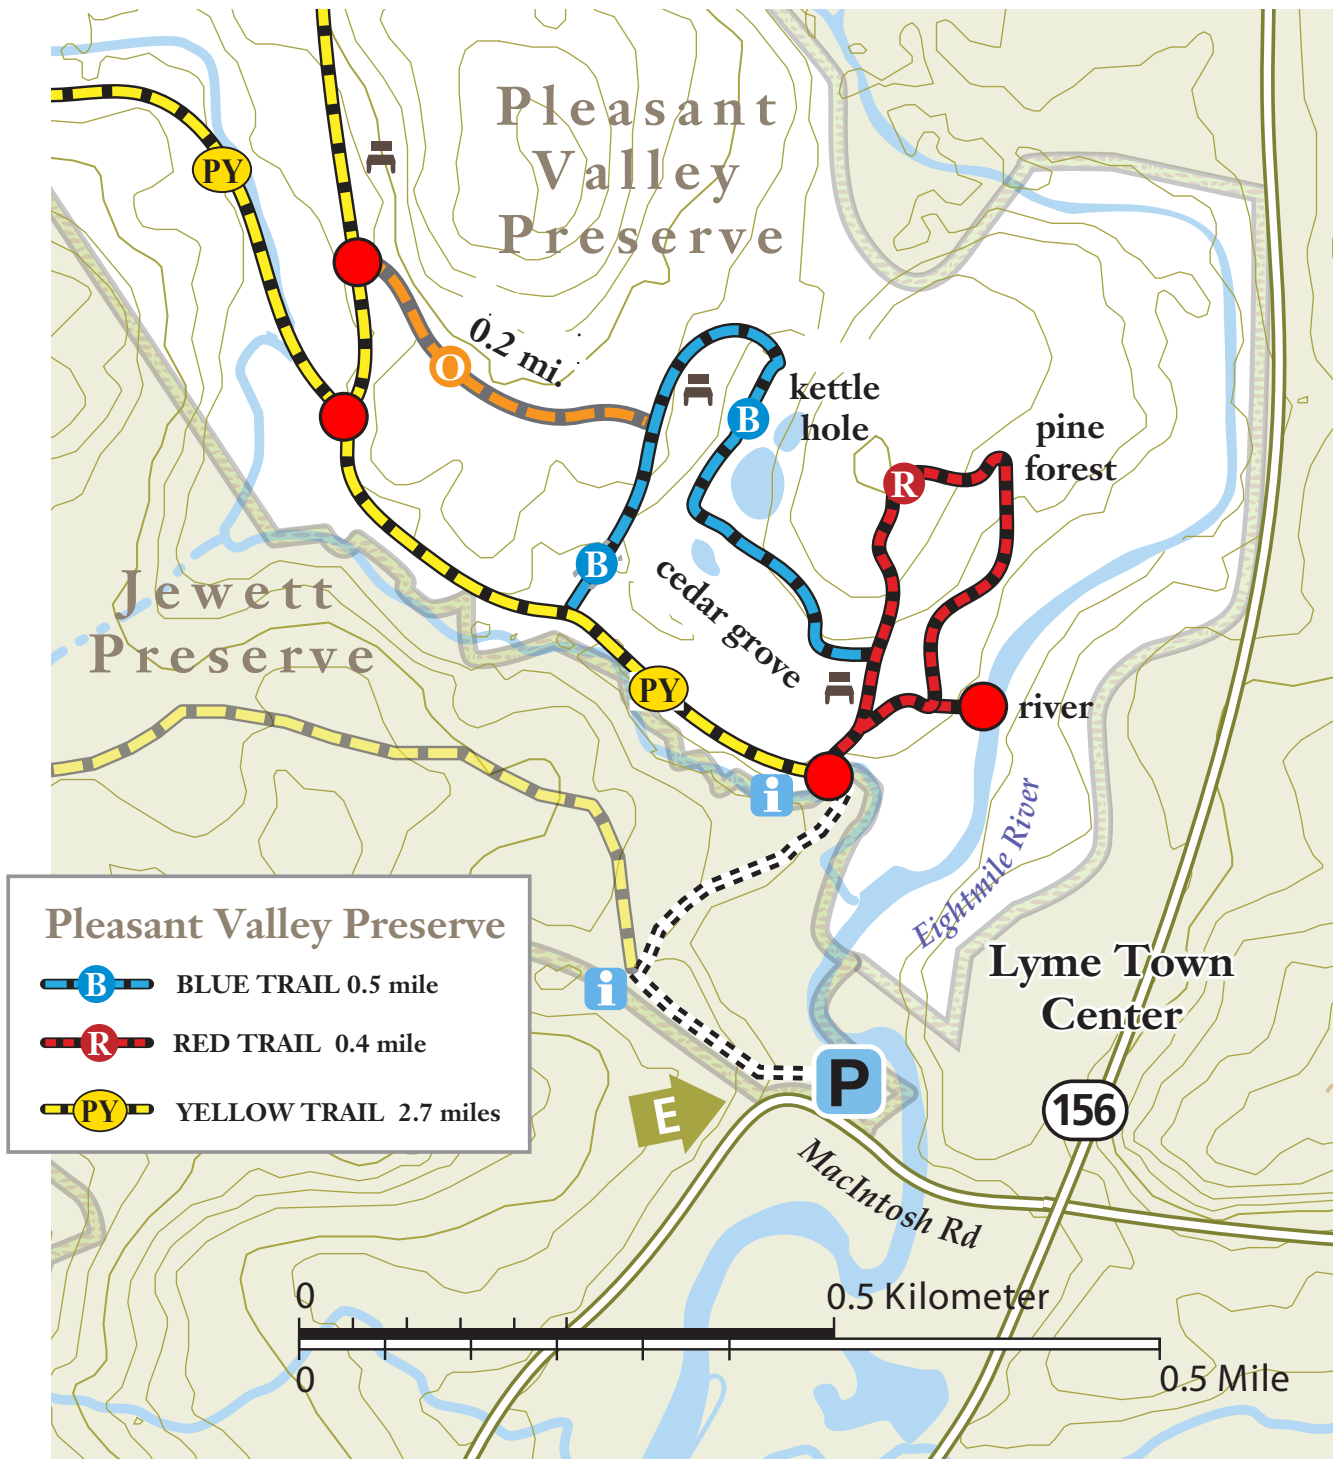 Pleasant
Valley
Preserve
PY
0.2 mi.
O
kettle
hole
B
pine
forest
R
B
cedar grove
Jewett
Preserve
PY
river
i
Eightmile River
Pleasant Valley Preserve
B BLUE TRAIL 0.5 mile
R RED TRAIL 0.4 mile
PY YELLOW TRAIL 2.7 miles
i
Lyme Town
Center
P
E
156
MacIntosh Rd
0 0.5 Kilometer
0 0.5 Mile